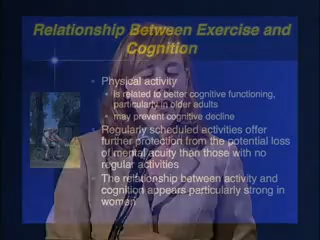 Relationship Between Exercise and
Cognition
Physical activity
is related to better cognitive functioning,
particularly in older adults
may prevent cognitive decline
Regularly scheduled activities offer
further protection from the potential loss
of mental acuity than those with no
regular activities
The relationship between activity and
cognition appears particularly strong in
women